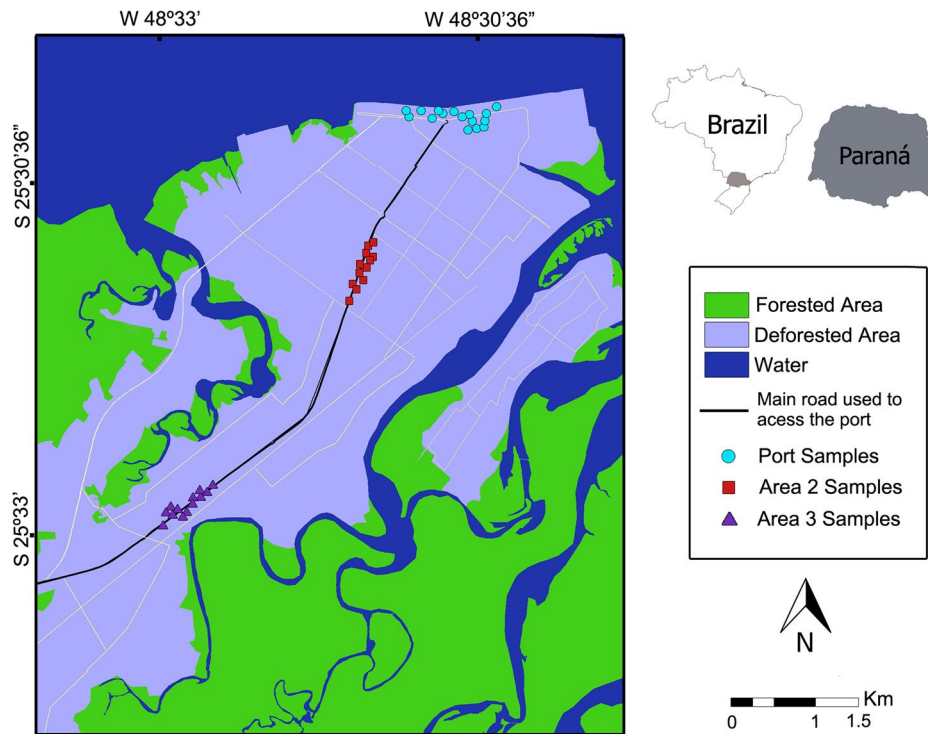 W 48º33’
W 48º30’36”
S 25º30’36”
S 25º33’
Brazil
Paraná
Forested Area
Deforested Area
Water
Main road used to
acess the port
Port Samples
Area 2 Samples
Area 3 Samples
N
Km
0 1 1.5